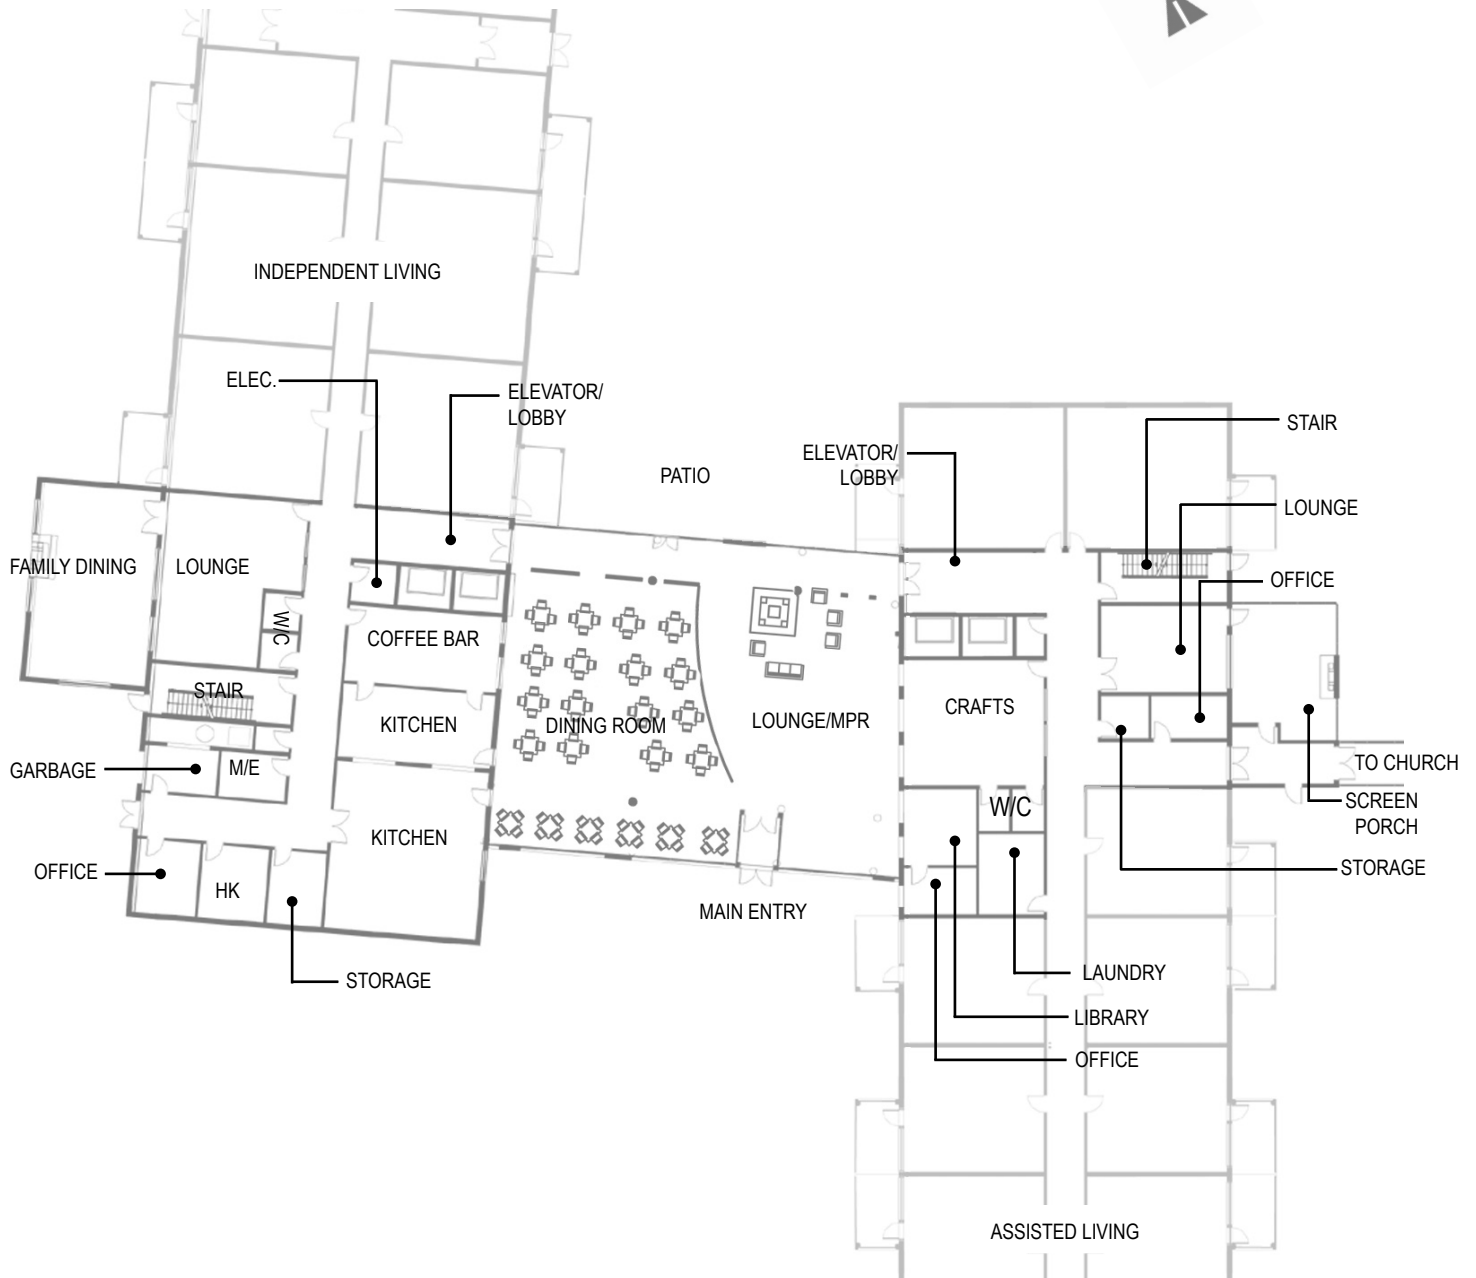 INDEPENDENT LIVING
ELEC.
ELEVATOR/
LOBBY
PATIO
ELEVATOR/
LOBBY
STAIR
LOUNGE
OFFICE
FAMILY DINING
LOUNGE
W/C
COFFEE BAR
STAIR
KITCHEN
DINING ROOM
LOUNGE/MPR
CRAFTS
GARBAGE
M/E
TO CHURCH
SCREEN
PORCH
W/C
KITCHEN
STORAGE
OFFICE
HK
MAIN ENTRY
STORAGE
LAUNDRY
LIBRARY
OFFICE
ASSISTED LIVING